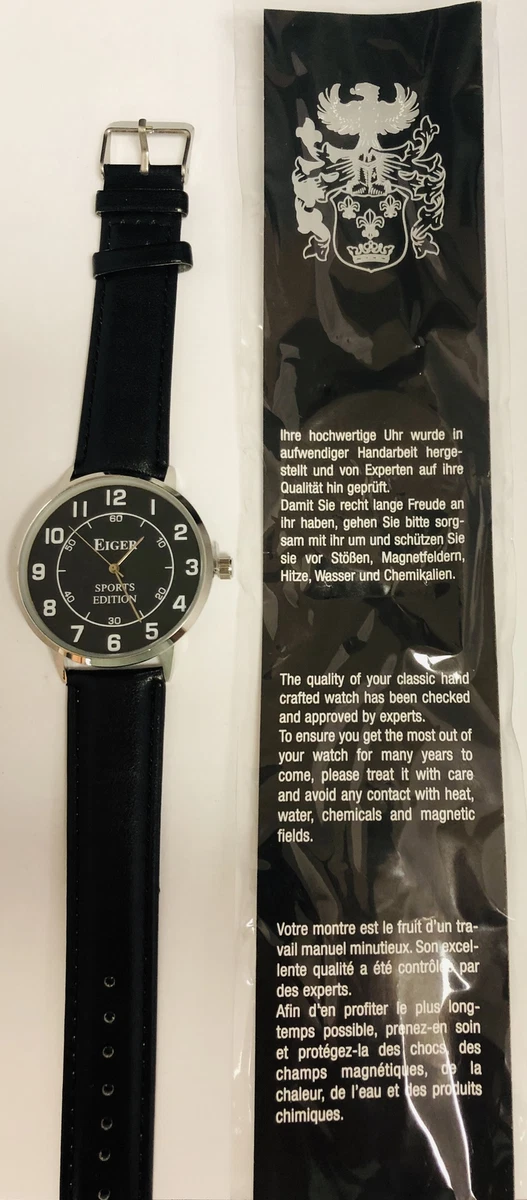 12
1
2
3
4
5
6
7
8
9
10
11
60
10
20
30
40
50
EIGER
SPORTS
EDITION
Ihre hochwertige Uhr wurde in
aufwendiger Handarbeit herge-
stellt und von Experten auf ihre
Qualität hin geprüft.
Damit Sie recht lange Freude an
ihr haben, gehen Sie bitte sorg-
sam mit ihr um und schützen Sie
sie vor Stößen, Magnetfeldern,
Hitze, Wasser und Chemikalien.
The quality of your classic hand
crafted watch has been checked
and approved by experts.
To ensure you get the most out of
your watch for many years to
come, please treat it with care
and avoid any contact with heat,
water, chemicals and magnetic
fields.
Votre montre est le fruit d'un tra-
vail manuel minutieux. Son excel-
lente qualité a été contrôlée par
des experts.
Afin d'en profiter le plus long-
temps possible, prenez-en soin
et protégez-la des chocs, des
champs magnétiques, de la
chaleur, de l'eau et des produits
chimiques.